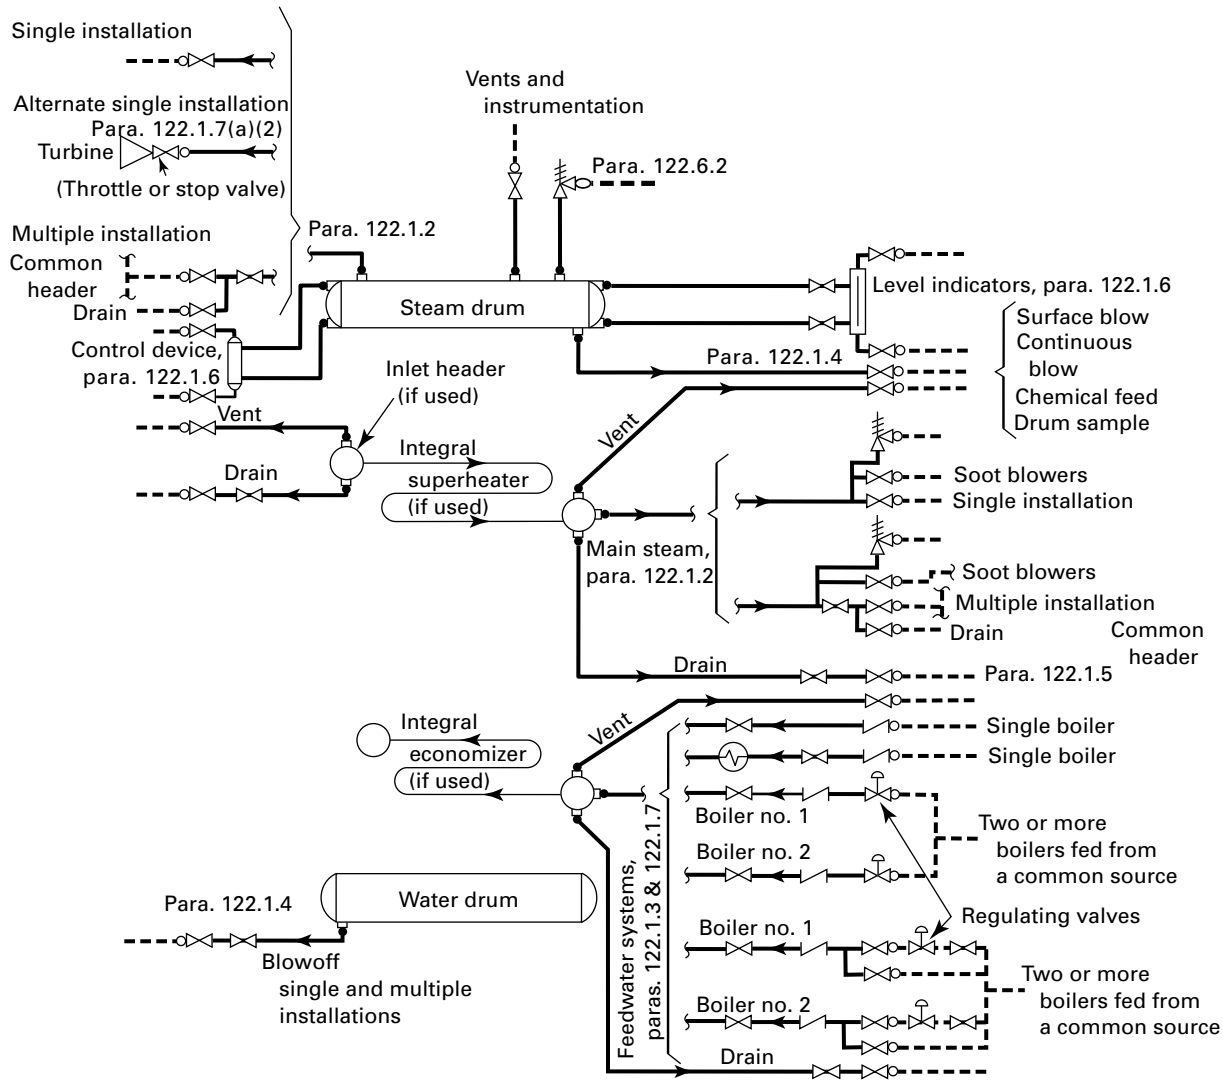 Single installation
Alternate single installation
Para. 122.1.7(a)(2)
Turbine
(Throttle or stop valve)
Multiple installation
Common
header
Drain
Control device,
para. 122.1.6
Vents and
instrumentation
Para. 122.6.2
Para. 122.1.2
Steam drum
Level indicators, para. 122.1.6
Surface blow
Continuous
blow
Chemical feed
Drum sample
Para. 122.1.4
Inlet header
(if used)
Vent
Drain
Integral
superheater
(if used)
Vent
Main steam,
para. 122.1.2
Soot blowers
Single installation
Soot blowers
Multiple installation
Drain
Common
header
Drain
Para. 122.1.5
Integral
economizer
(if used)
Vent
Single boiler
Single boiler
Boiler no. 1
Boiler no. 2
Two or more
boilers fed from
a common source
Regulating valves
Feedwater systems,
paras. 122.1.3 & 122.1.7
Water drum
Para. 122.1.4
Blowoff
single and multiple
installations
Boiler no. 1
Boiler no. 2
Two or more
boilers fed from
a common source
Drain